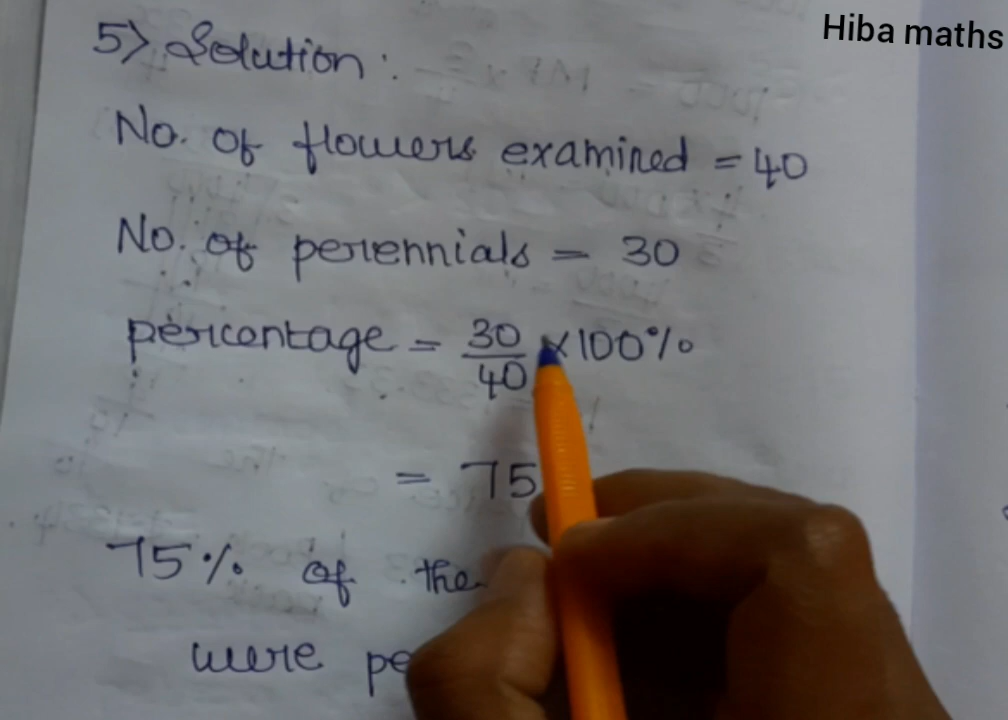 Hiba maths
5) Solution:
No. of flowers examined = 40
No. of perennials = 30
percentage = 30/40 × 100%
= 75
75% of the
were pe